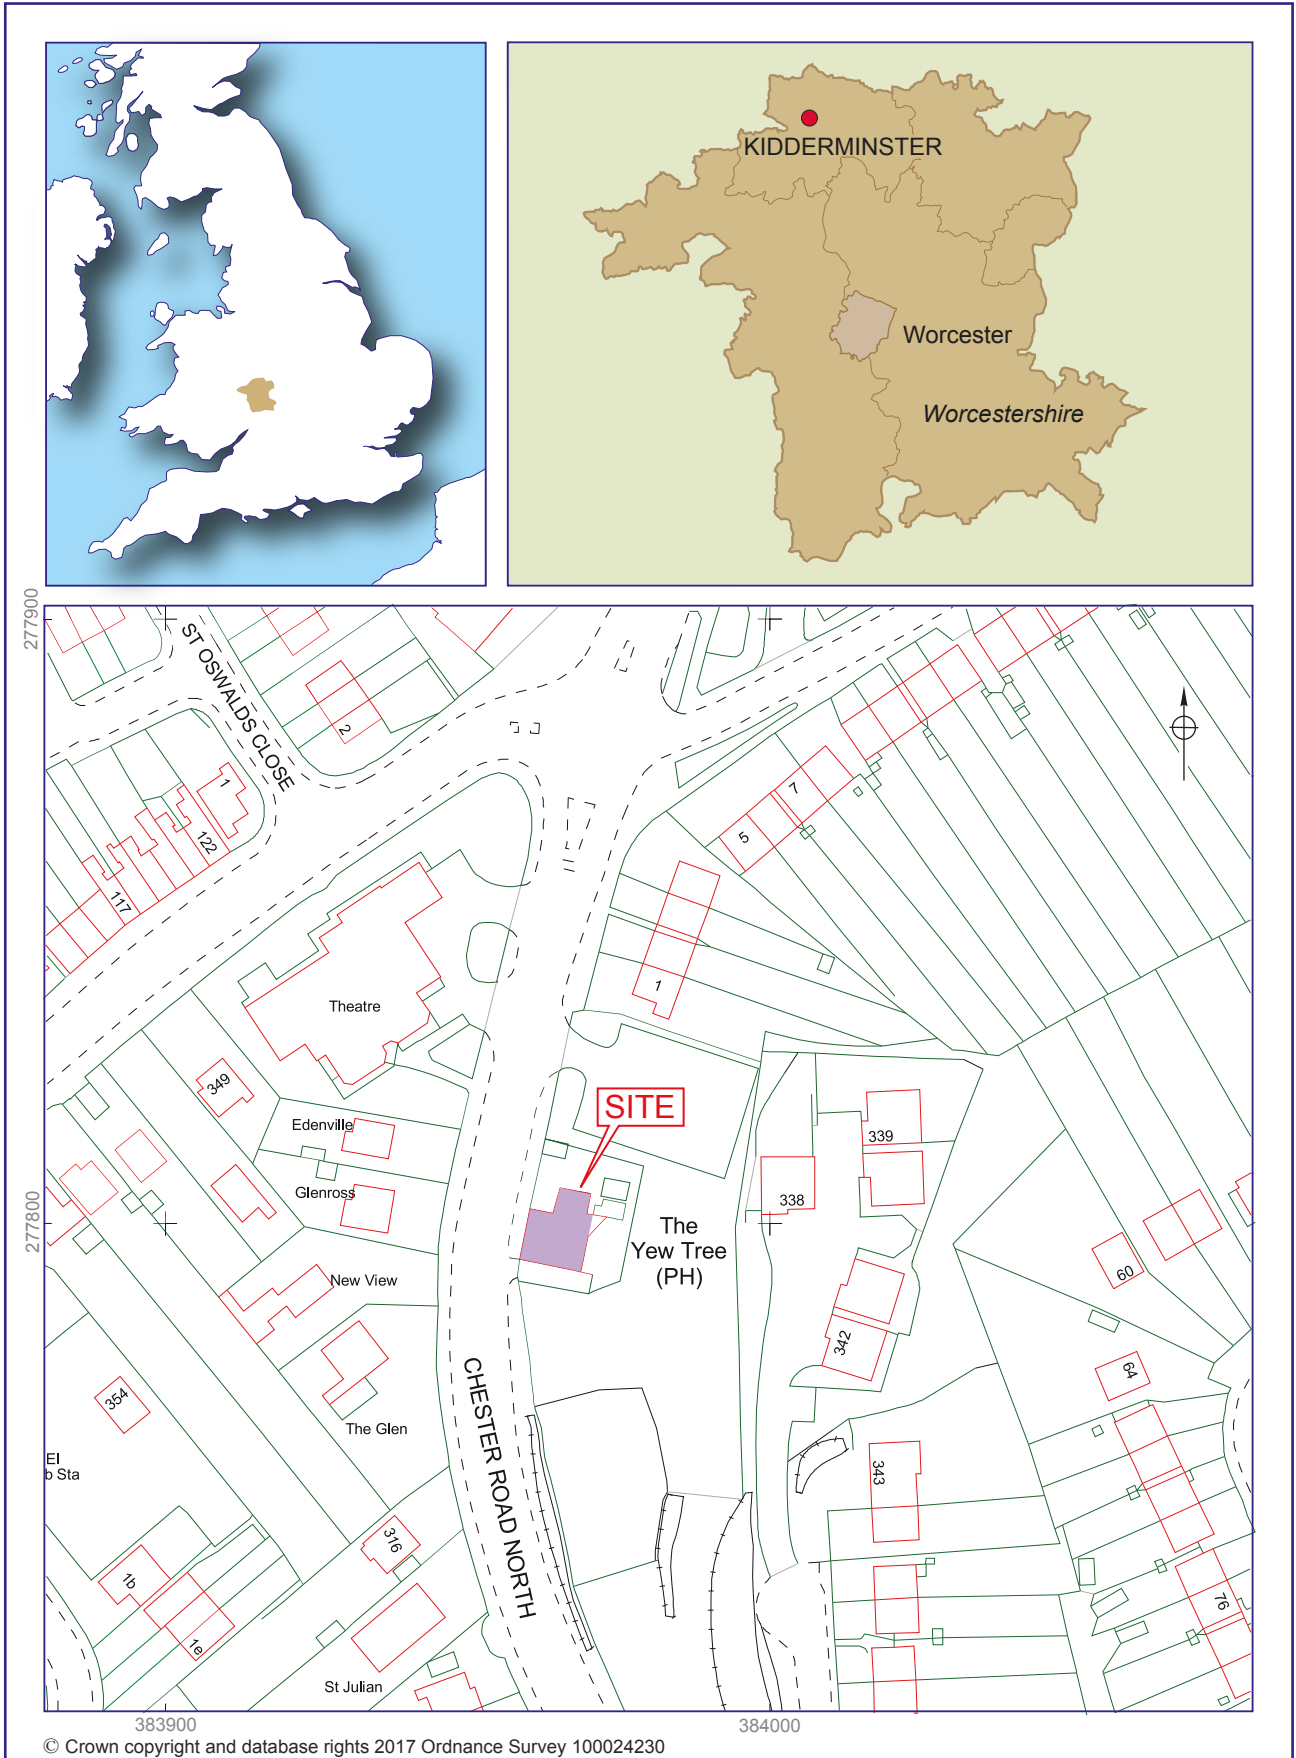 KIDDERMINSTER
Worcester
Worcestershire
277900
ST OSWALDS CLOSE
2
1
122
117
7
5
1
Theatre
349
Edenville
Glenross
SITE
339
338
277800
The
Yew Tree
(PH)
New View
60
342
64
354
The Glen
CHESTER ROAD NORTH
El
b Sta
343
316
1b
1e
76
St Julian
383900
384000
© Crown copyright and database rights 2017 Ordnance Survey 100024230